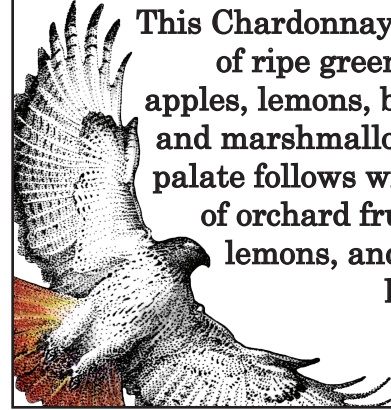 This Chardonnay
of ripe green
apples, lemons, b
and marshmallo
palate follows wi
of orchard fru
lemons, and